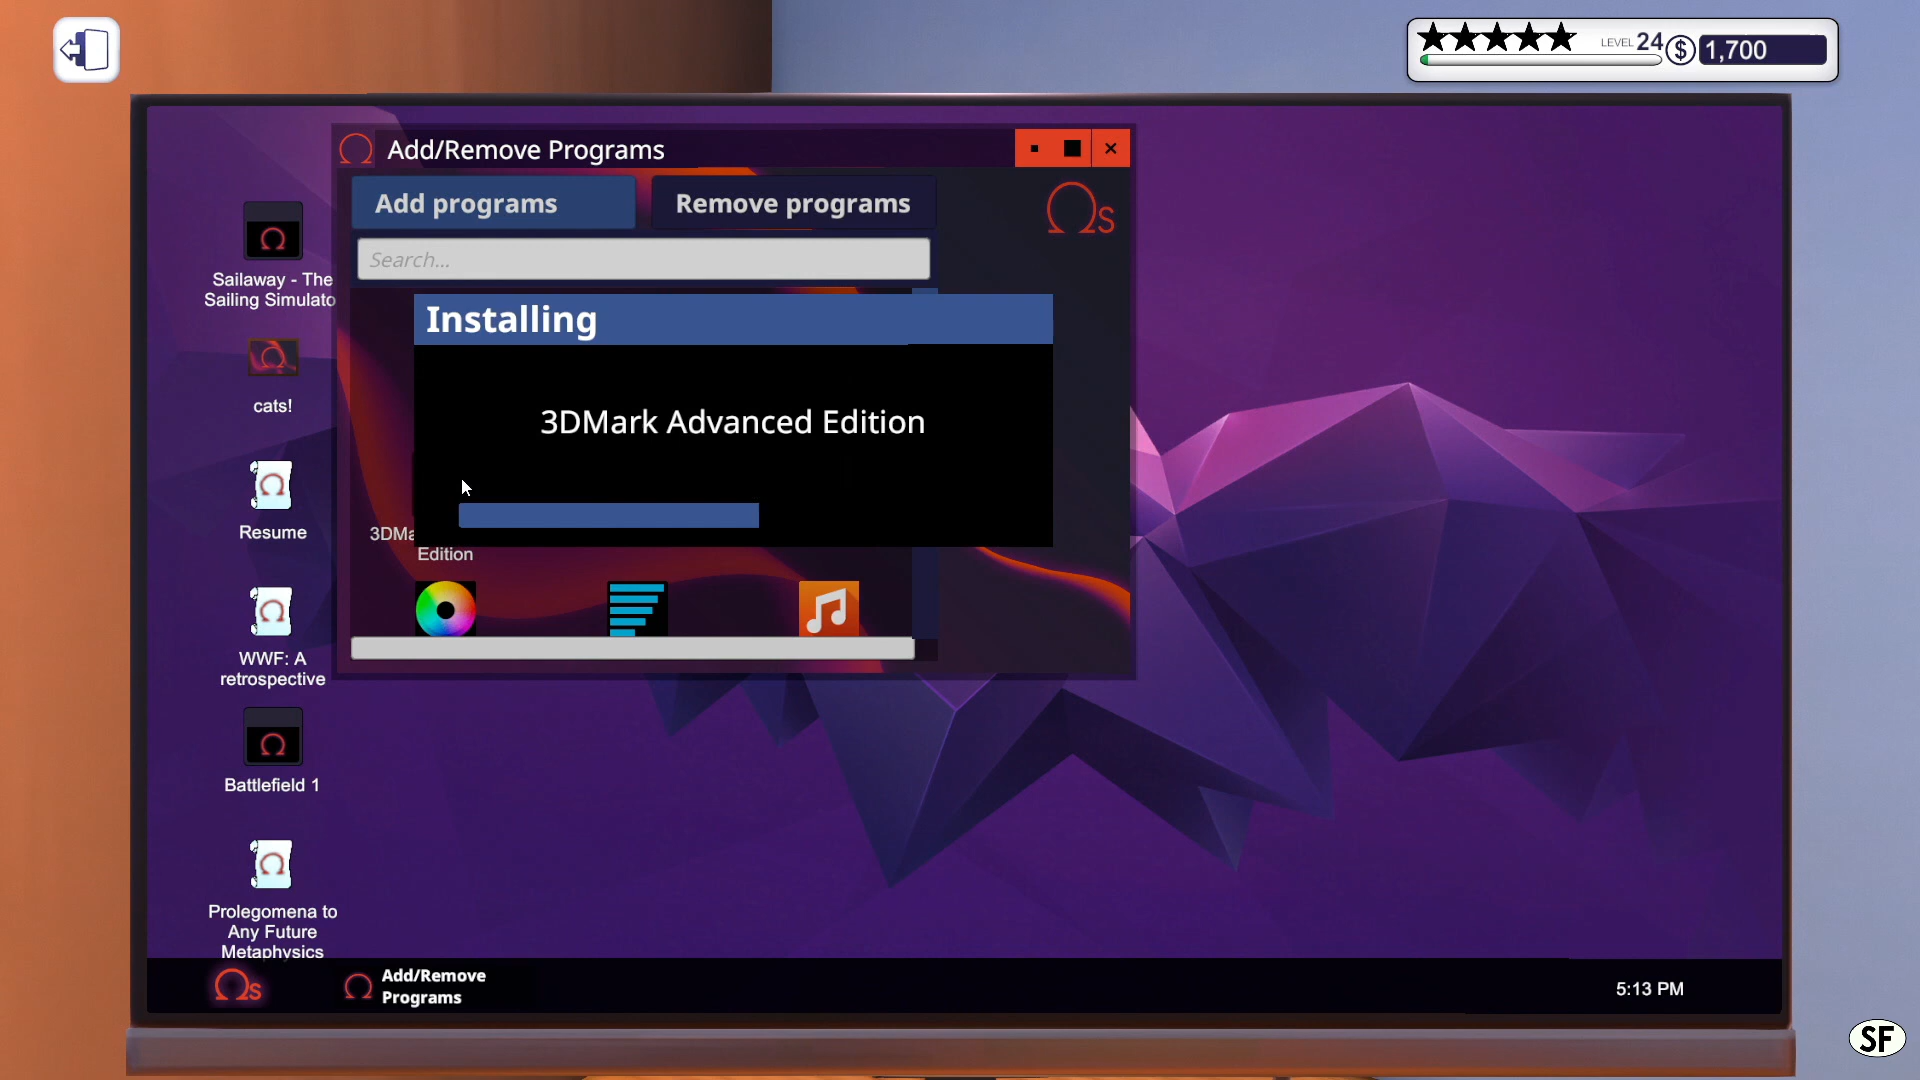 LEVEL 24
$ 1,700
Add/Remove Programs
Add programs
Remove programs
Ωs
Search...
Installing
3DMark Advanced Edition
3DMa
Edition
Sailaway - The
Sailing Simulato
cats!
Resume
WWF: A
retrospective
Battlefield 1
Prolegomena to
Any Future
Metaphysics
Ωs
Add/Remove
Programs
5:13 PM
SF